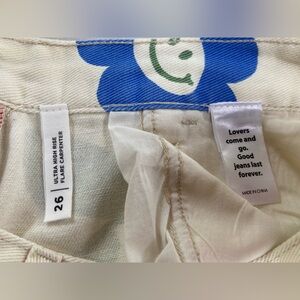 ULTRA HIGH RISE
FLARE CARPENTER
26
Lovers
come and
go.
Good
jeans last
forever.
MADE IN CHINA